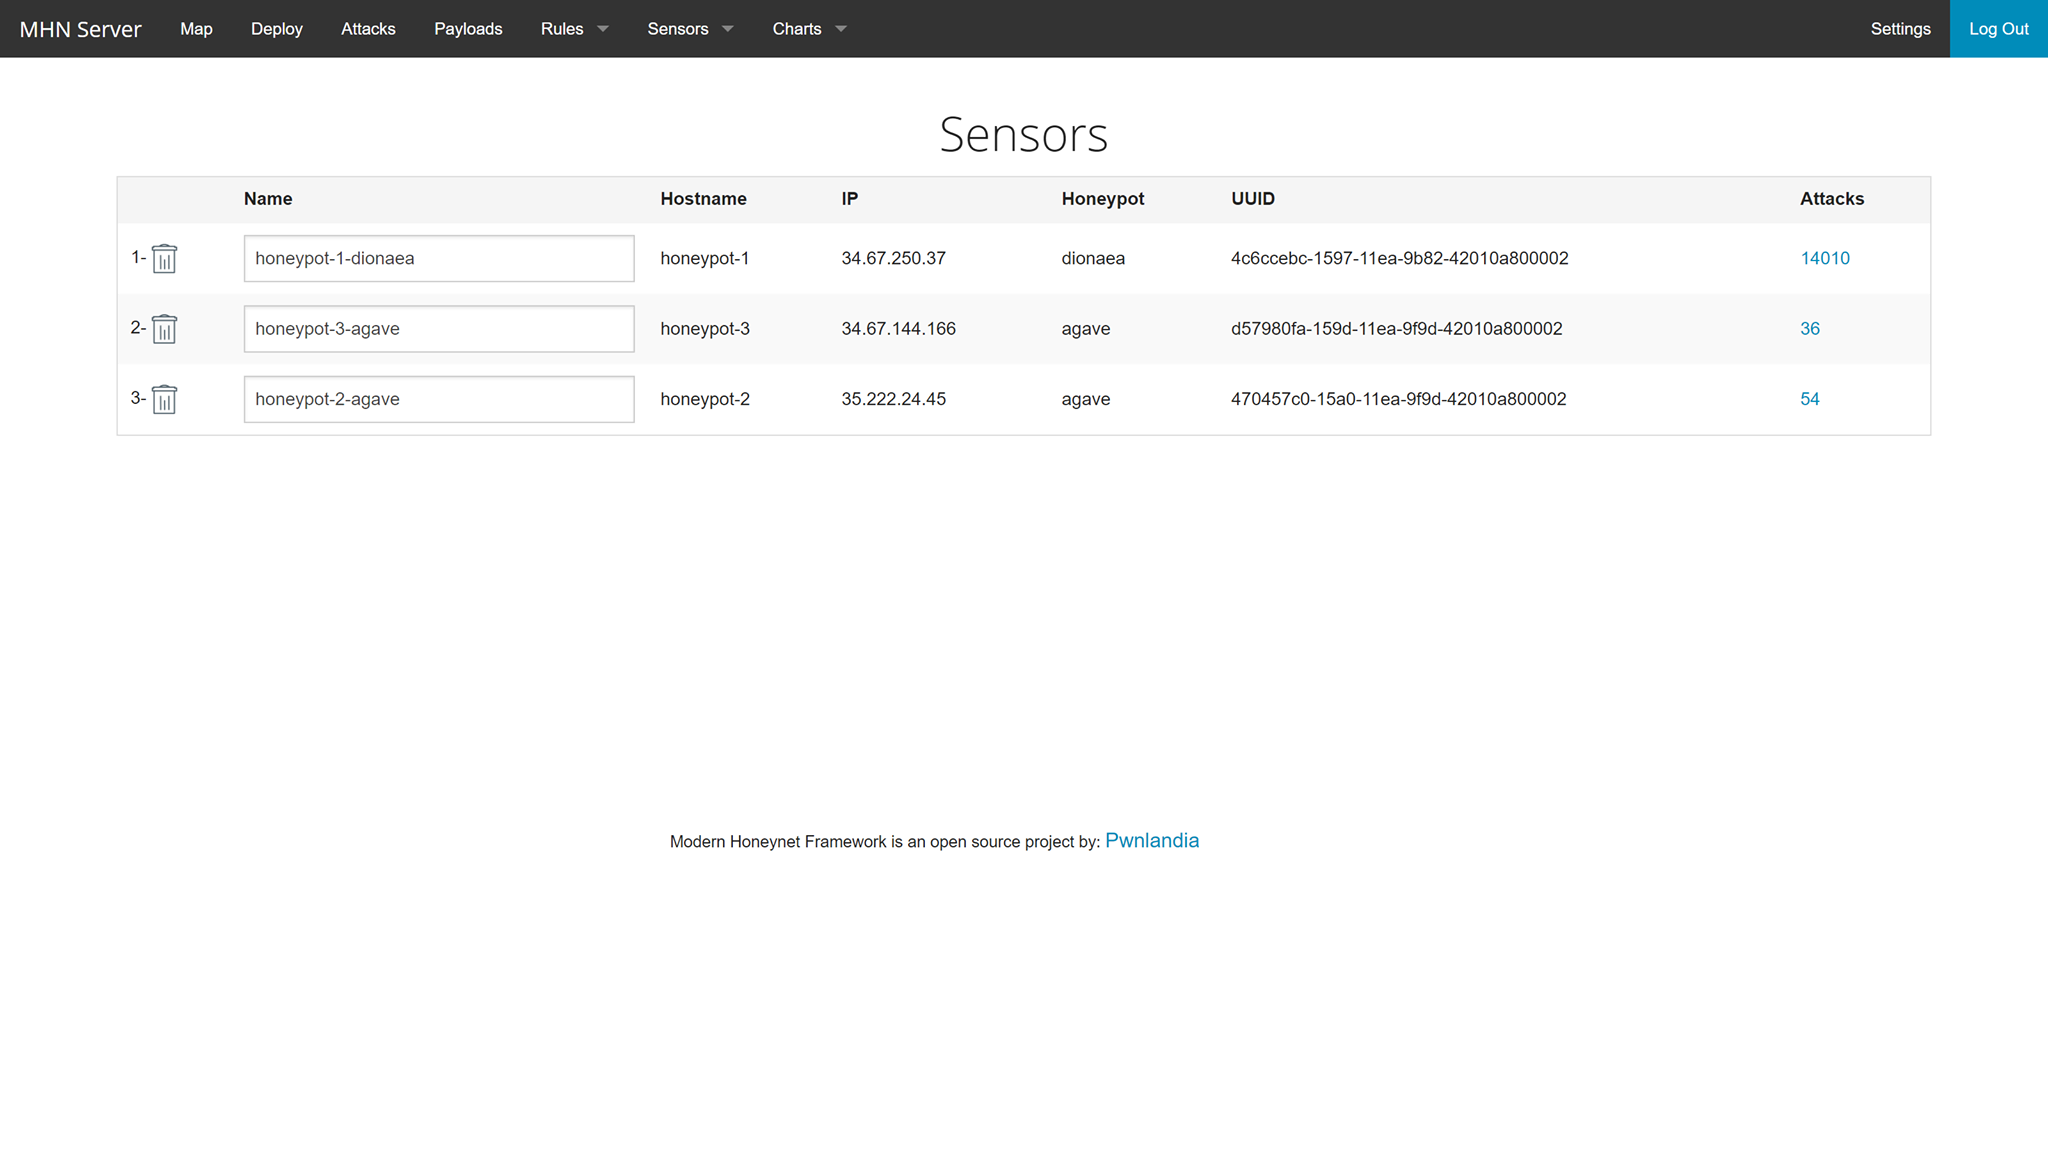 MHN Server Map Deploy Attacks Payloads Rules Sensors Charts Settings Log Out
Sensors
Name Hostname IP Honeypot UUID Attacks
1- honeypot-1-dionaea honeypot-1 34.67.250.37 dionaea 4c6ccebc-1597-11ea-9b82-42010a800002 14010
2- honeypot-3-agave honeypot-3 34.67.144.166 agave d57980fa-159d-11ea-9f9d-42010a800002 36
3- honeypot-2-agave honeypot-2 35.222.24.45 agave 470457c0-15a0-11ea-9f9d-42010a800002 54
Modern Honeynet Framework is an open source project by: Pwnlandia